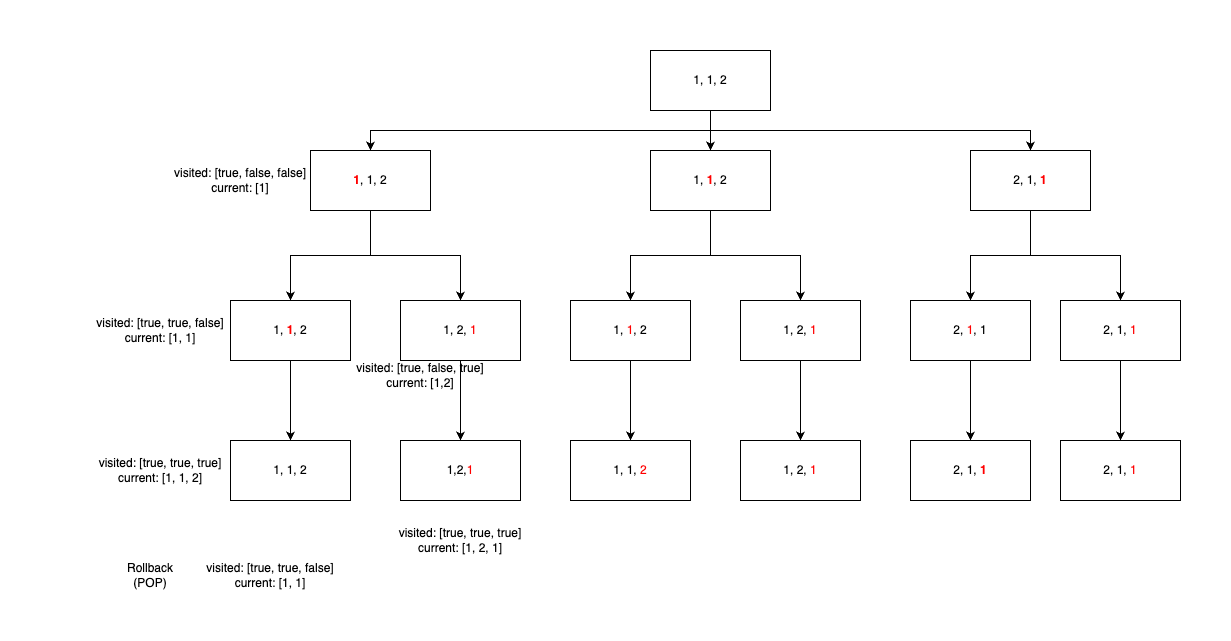 1, 1, 2
visited: [true, false, false]
current: [1]
1, 1, 2
1, 1, 2
2, 1, 1
visited: [true, true, false]
current: [1, 1]
1, 1, 2
1, 2, 1
1, 1, 2
1, 2, 1
2, 1, 1
2, 1, 1
visited: [true, false, true]
current: [1,2]
visited: [true, true, true]
current: [1, 1, 2]
1, 1, 2
1,2,1
1, 1, 2
1, 2, 1
2, 1, 1
2, 1, 1
visited: [true, true, true]
current: [1, 2, 1]
Rollback
(POP)
visited: [true, true, false]
current: [1, 1]